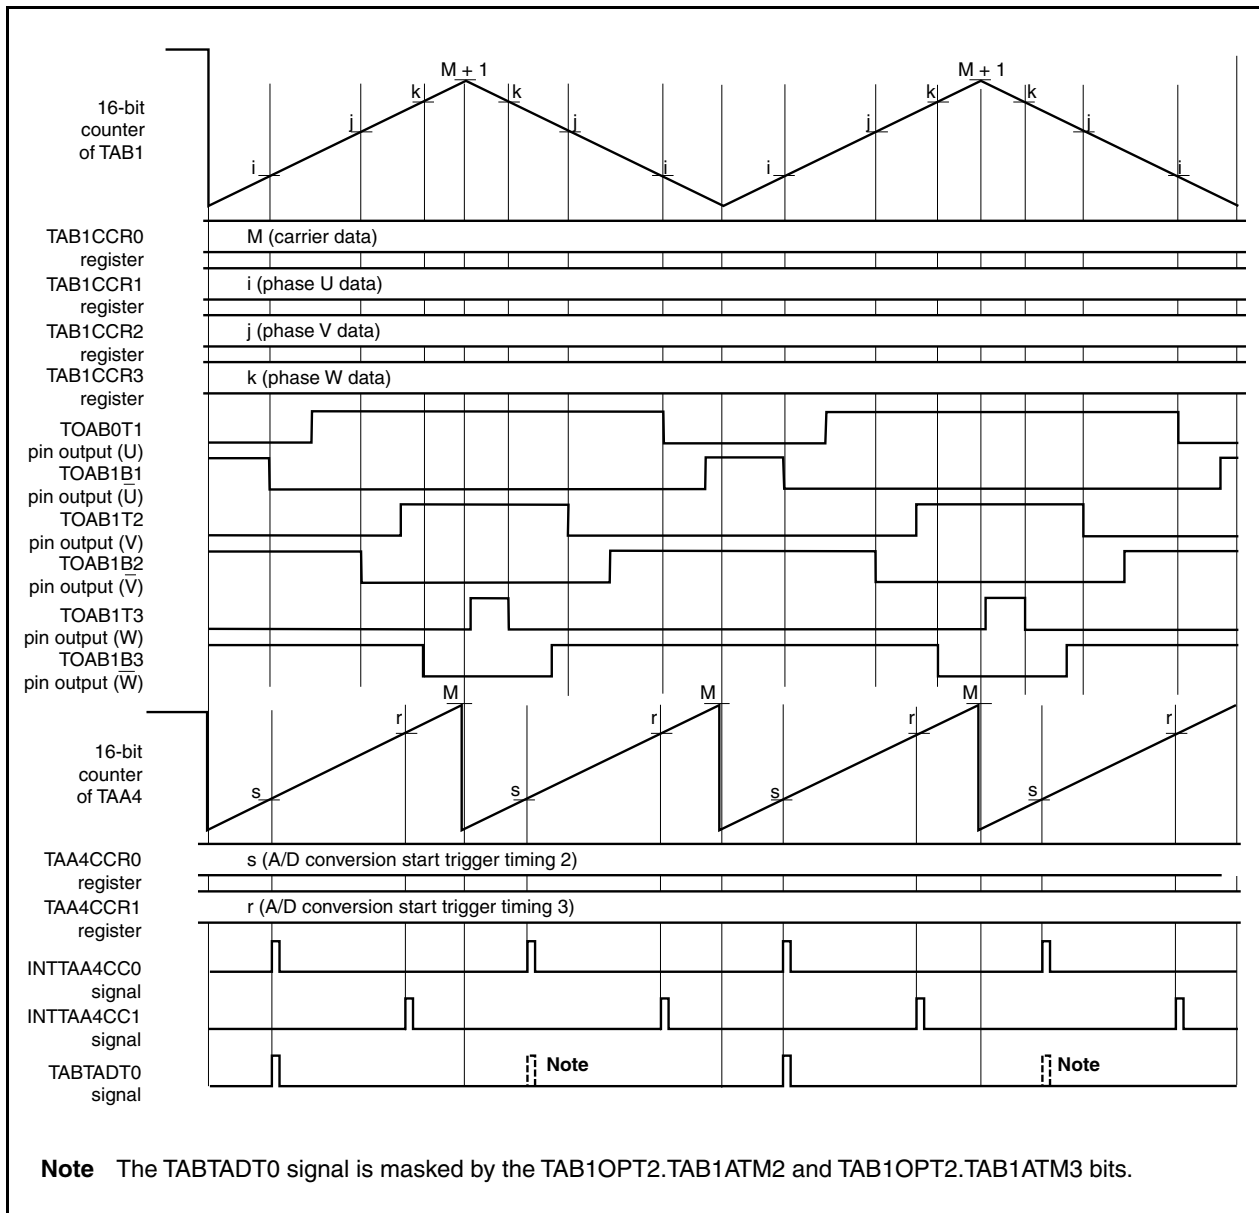 M + 1
M + 1
k
k
k
k
16-bit
counter
of TAB1
j
j
j
j
i
i
i
i
TAB1CCR0
register
M (carrier data)
TAB1CCR1
register
i (phase U data)
TAB1CCR2
register
j (phase V data)
TAB1CCR3
register
k (phase W data)
TOAB0T1
pin output (U)
TOAB1B1
pin output (U̅)
TOAB1T2
pin output (V)
TOAB1B2
pin output (V̅)
TOAB1T3
pin output (W)
TOAB1B3
pin output (W̅)
M
M
M
r
r
r
r
16-bit
counter
of TAA4
s
s
s
s
TAA4CCR0
register
s (A/D conversion start trigger timing 2)
TAA4CCR1
register
r (A/D conversion start trigger timing 3)
INTTAA4CC0
signal
INTTAA4CC1
signal
TABTADT0
signal
Note
Note
Note The TABTADT0 signal is masked by the TAB1OPT2.TAB1ATM2 and TAB1OPT2.TAB1ATM3 bits.